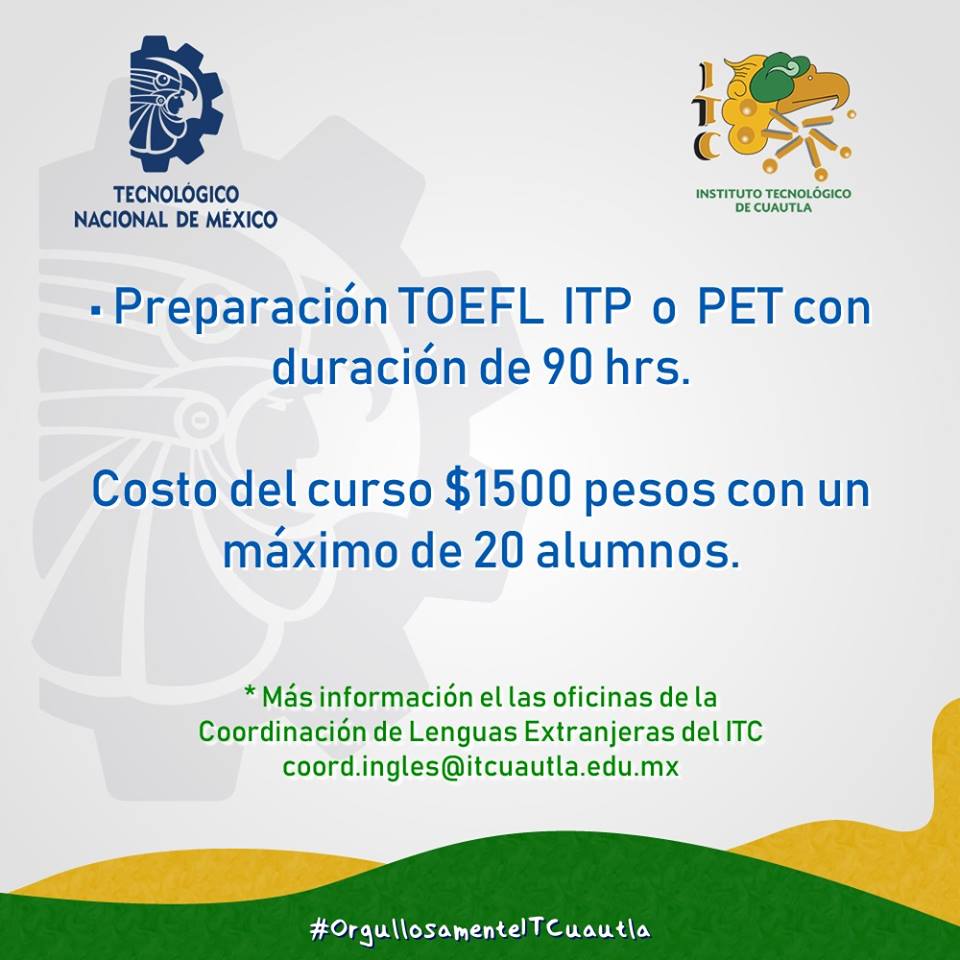 TECNOLÓGICO
NACIONAL DE MÉXICO
ITC
INSTITUTO TECNOLÓGICO
DE CUAUTLA
▪ Preparación TOEFL ITP o PET con
duración de 90 hrs.
Costo del curso $1500 pesos con un
máximo de 20 alumnos.
* Más información el las oficinas de la
Coordinación de Lenguas Extranjeras del ITC
coord.ingles@itcuautla.edu.mx
#OrgullosamenteITCuautla